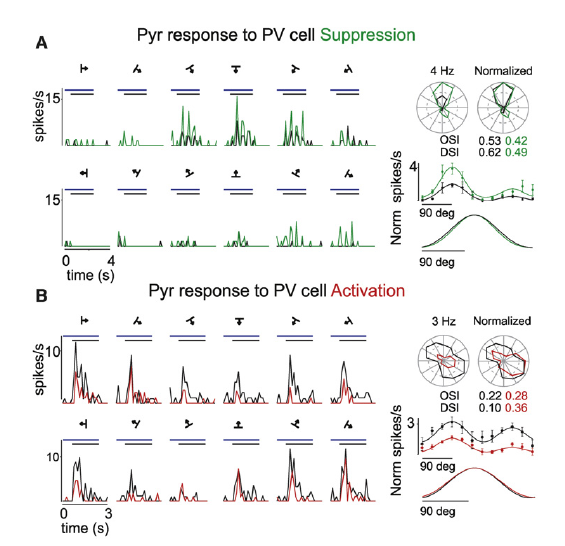 A
Pyr response to PV cell Suppression
spikes/s
15
4 Hz Normalized
OSI 0.53 0.42
DSI 0.62 0.49
15
0 4
time (s)
Norm spikes/s
4
90 deg
90 deg
B
Pyr response to PV cell Activation
spikes/s
10
3 Hz Normalized
OSI 0.22 0.28
DSI 0.10 0.36
10
0 3
time (s)
Norm spikes/s
3
90 deg
90 deg